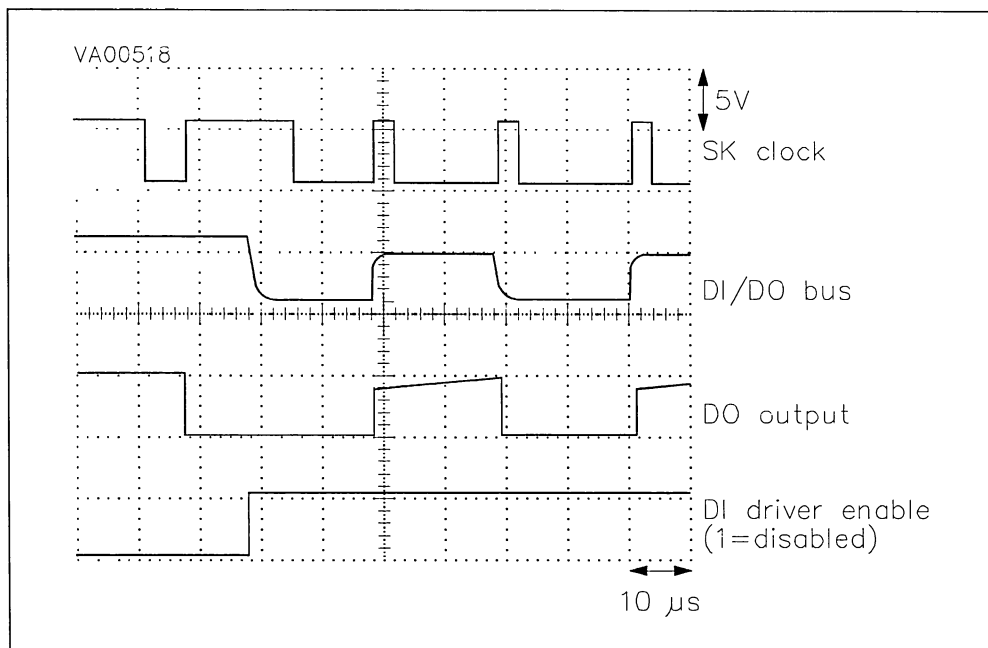 VA00518
5V
SK clock
DI/DO bus
DO output
DI driver enable
(1=disabled)
10 µs